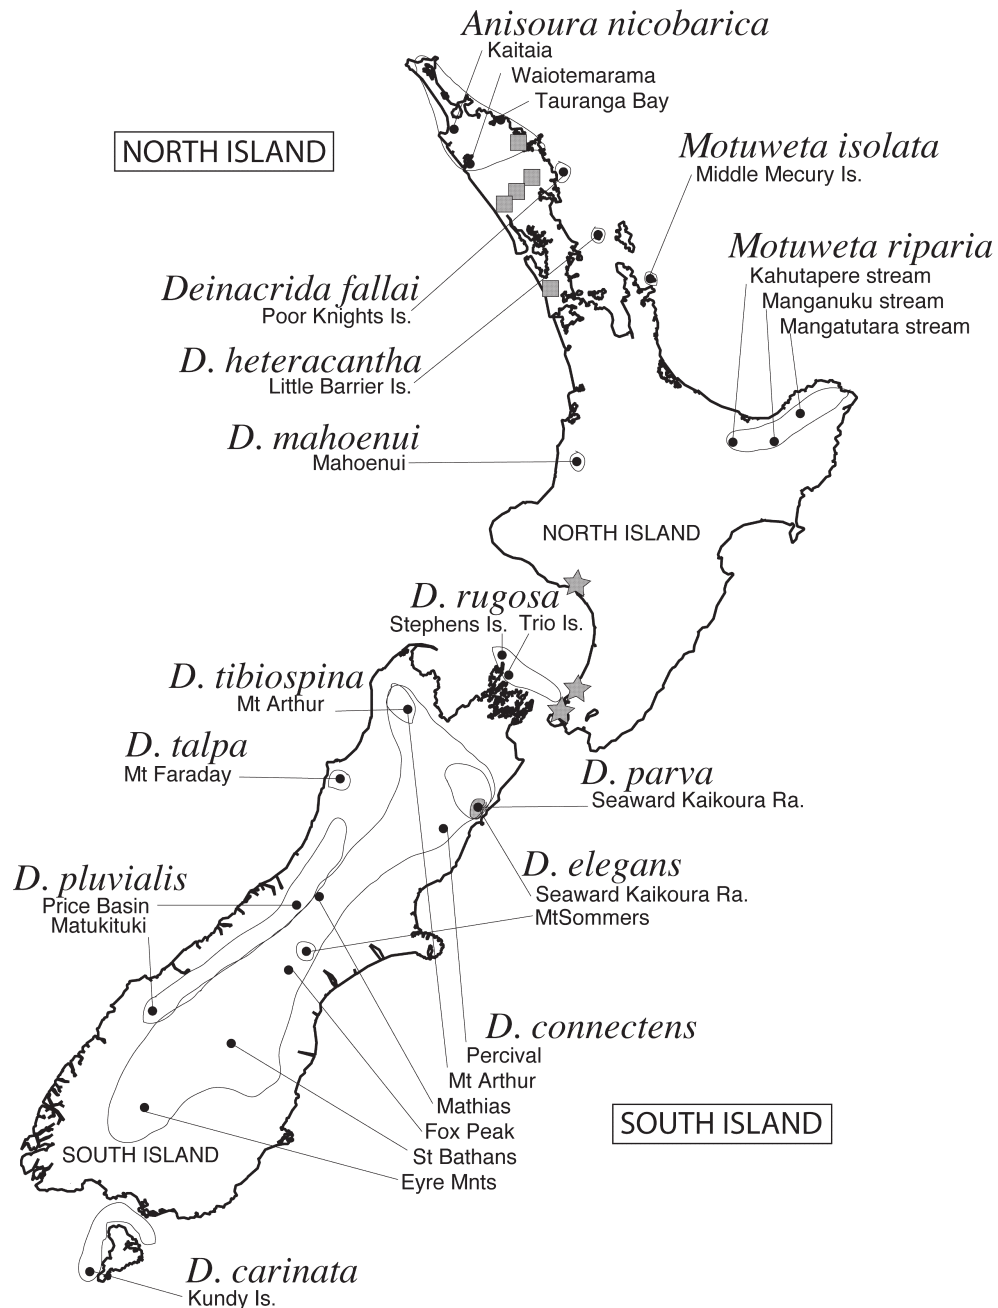 Anisoura nicobarica
Kaitaia
Waiotemarama
Tauranga Bay
NORTH ISLAND
Motuweta isolata
Middle Mecury Is.
Motuweta riparia
Kahutapere stream
Manganuku stream
Mangatutara stream
Deinacrida fallai
Poor Knights Is.
D. heteracantha
Little Barrier Is.
D. mahoenui
Mahoenui
NORTH ISLAND
D. rugosa
Stephens Is. Trio Is.
D. tibiospina
Mt Arthur
D. talpa
Mt Faraday
D. parva
Seaward Kaikoura Ra.
D. elegans
Seaward Kaikoura Ra.
MtSommers
D. pluvialis
Price Basin
Matukituki
D. connectens
Percival
Mt Arthur
Mathias
Fox Peak
St Bathans
Eyre Mnts
SOUTH ISLAND
SOUTH ISLAND
D. carinata
Kundy Is.